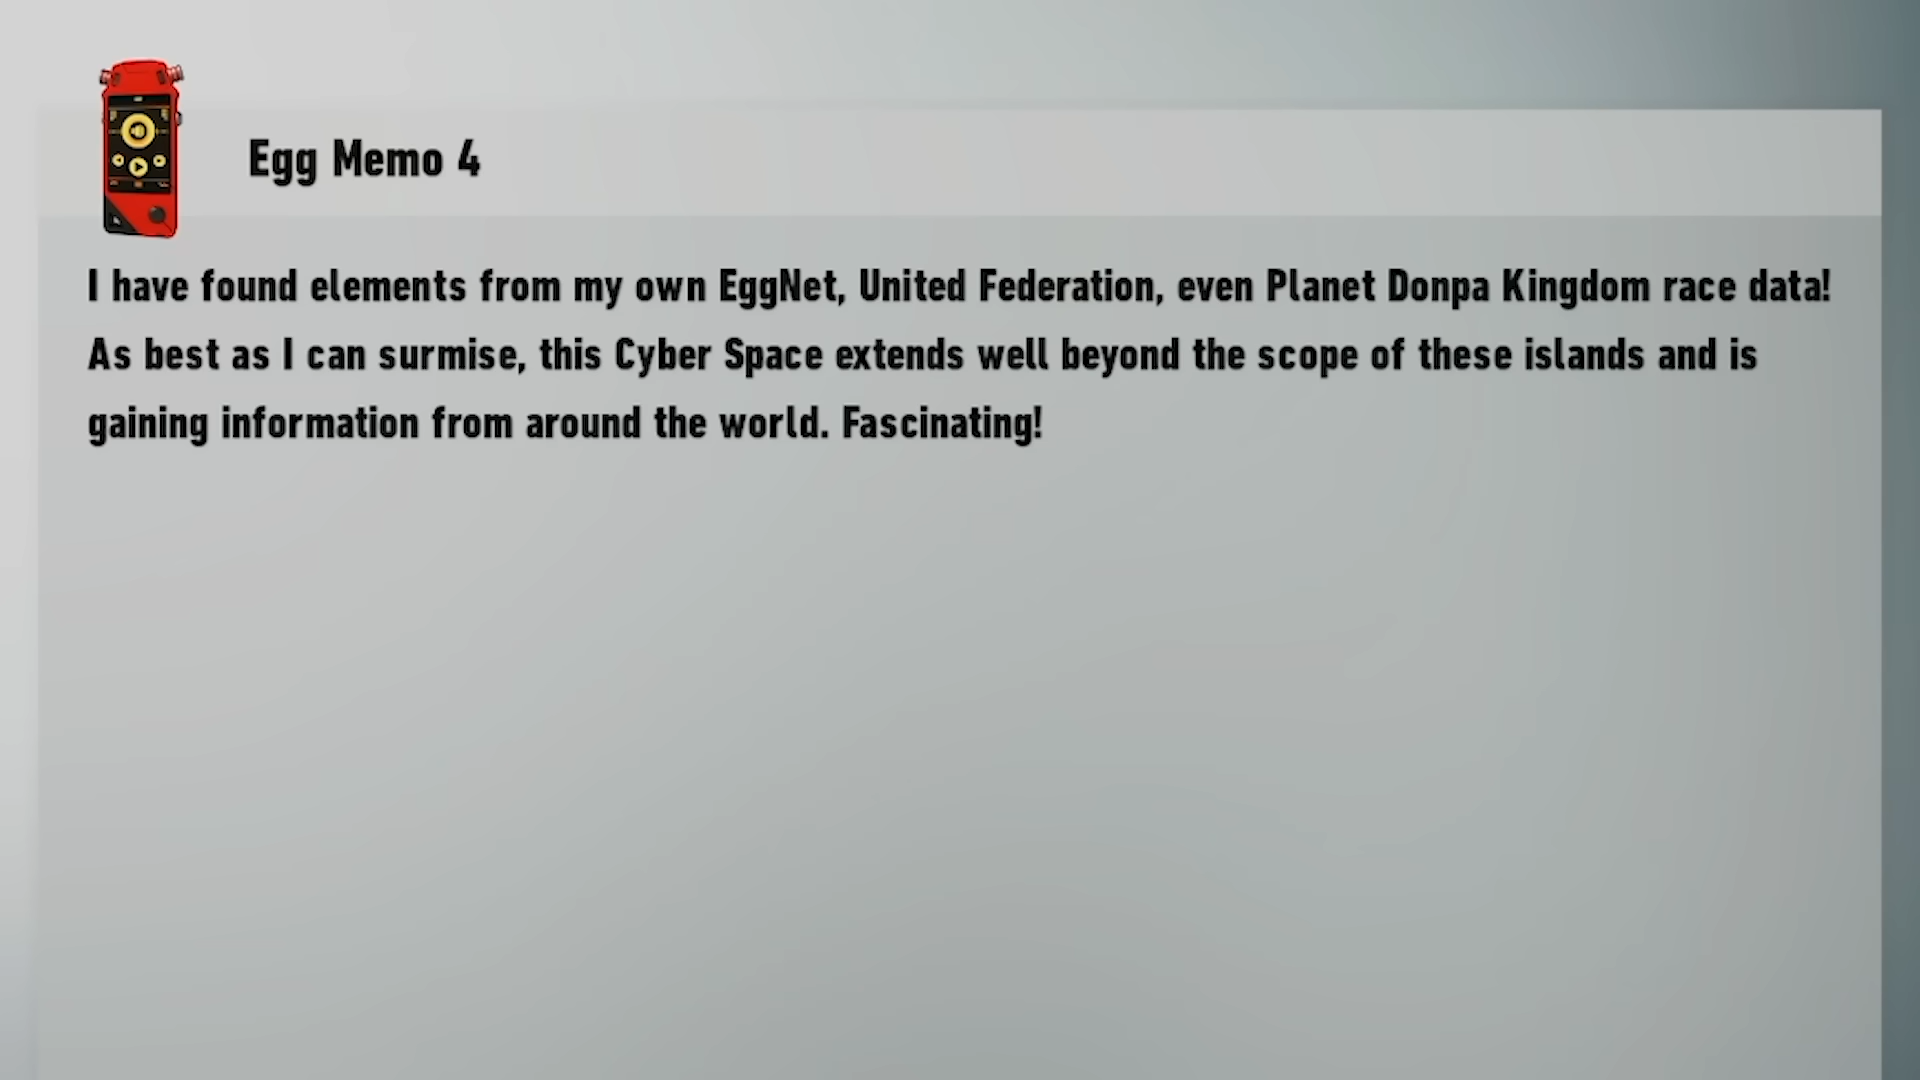 Egg Memo 4
I have found elements from my own EggNet, United Federation, even Planet Donpa Kingdom race data!
As best as I can surmise, this Cyber Space extends well beyond the scope of these islands and is
gaining information from around the world. Fascinating!